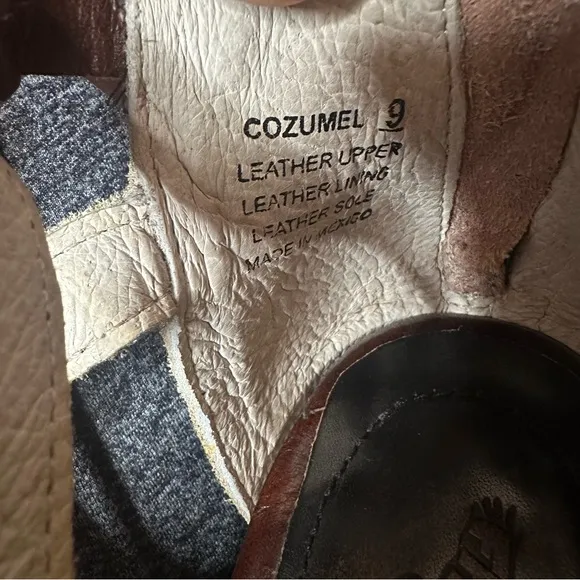 COZUMEL 9
LEATHER UPPER
LEATHER LINING
LEATHER SOLE
MADE IN MEXICO